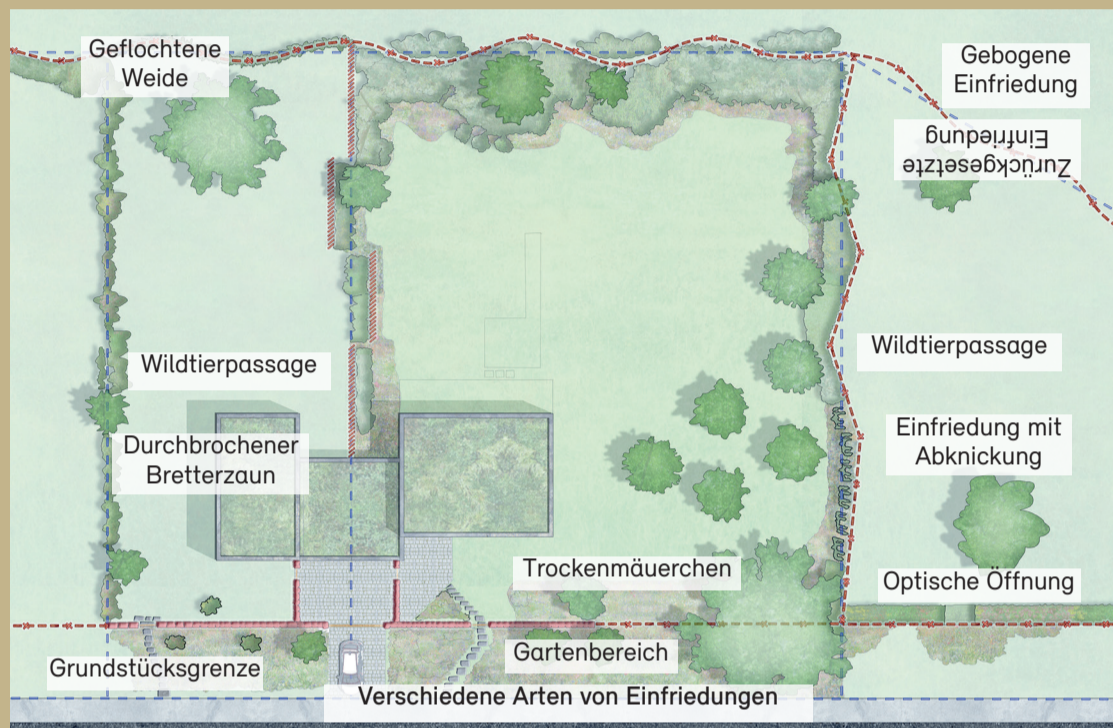 Geflochtene
Weide
Gebogene
Einfriedung
Zurückgesetzte
Einfriedung
Wildtierpassage
Wildtierpassage
Durchbrochener
Bretterzaun
Einfriedung mit
Abknickung
Trockenmäuerchen
Optische Öffnung
Gartenbereich
Grundstücksgrenze
Verschiedene Arten von Einfriedungen